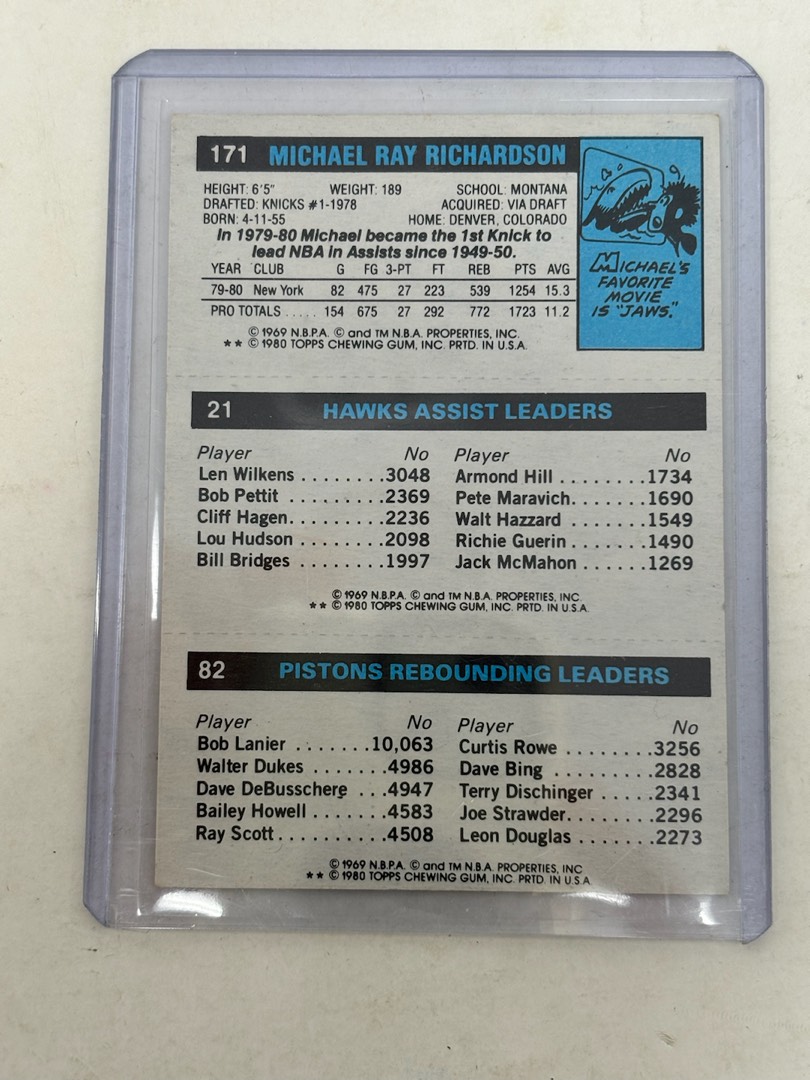 171 MICHAEL RAY RICHARDSON
HEIGHT: 6'5" WEIGHT: 189 SCHOOL: MONTANA
DRAFTED: KNICKS #1-1978 ACQUIRED: VIA DRAFT
BORN: 4-11-55 HOME: DENVER, COLORADO
In 1979-80 Michael became the 1st Knick to
lead NBA in Assists since 1949-50.
YEAR CLUB G FG 3-PT FT REB PTS AVG
79-80 New York 82 475 27 223 539 1254 15.3
PRO TOTALS ..... 154 675 27 292 772 1723 11.2
© 1969 N.B.P.A. © and TM N.B.A. PROPERTIES, INC.
★★ © 1980 TOPPS CHEWING GUM, INC. PRTD. IN U.S.A.
MICHAEL'S
FAVORITE
MOVIE
IS "JAWS."
21 HAWKS ASSIST LEADERS
Player No Player No
Len Wilkens ........3048 Armond Hill ........1734
Bob Pettit .........2369 Pete Maravich.......1690
Cliff Hagen.........2236 Walt Hazzard .......1549
Lou Hudson ........2098 Richie Guerin .......1490
Bill Bridges ........1997 Jack McMahon ......1269
© 1969 N.B.P.A. © and TM N.B.A. PROPERTIES, INC.
★★ © 1980 TOPPS CHEWING GUM, INC. PRTD. IN U.S.A.
82 PISTONS REBOUNDING LEADERS
Player No Player No
Bob Lanier .......10,063 Curtis Rowe ........3256
Walter Dukes .......4986 Dave Bing .........2828
Dave DeBusschere ...4947 Terry Dischinger .....2341
Bailey Howell .......4583 Joe Strawder........2296
Ray Scott..........4508 Leon Douglas .......2273
© 1969 N.B.P.A. © and TM N.B.A. PROPERTIES, INC
★★ © 1980 TOPPS CHEWING GUM, INC. PRTD. IN U.S.A